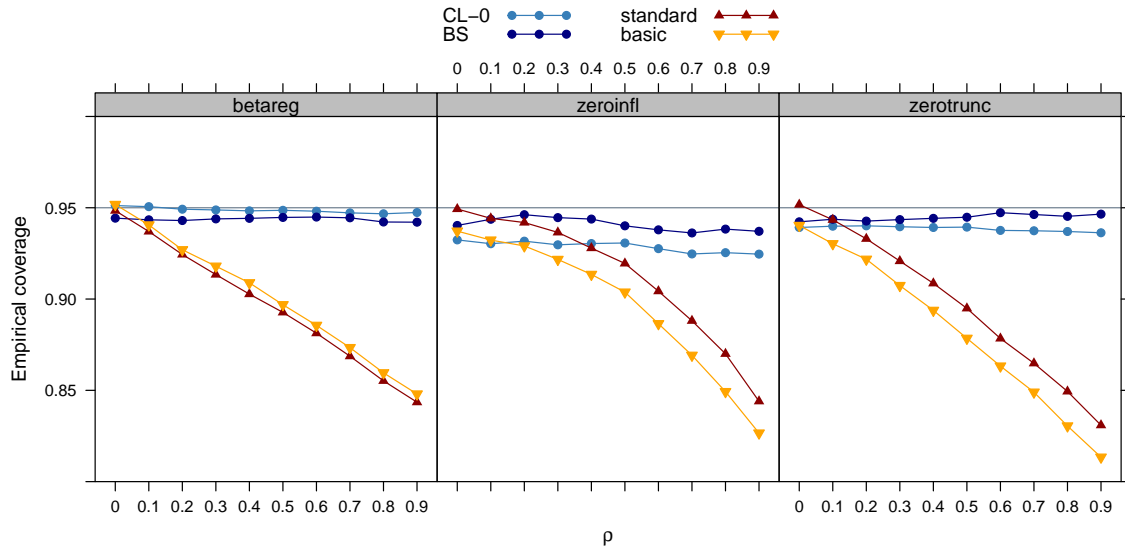 CL−0 standard
BS basic
0 0.1 0.2 0.3 0.4 0.5 0.6 0.7 0.8 0.9
betareg zeroinfl zerotrunc
Empirical coverage
0.95
0.90
0.85
0 0.1 0.2 0.3 0.4 0.5 0.6 0.7 0.8 0.9 0 0.1 0.2 0.3 0.4 0.5 0.6 0.7 0.8 0.9
ρ